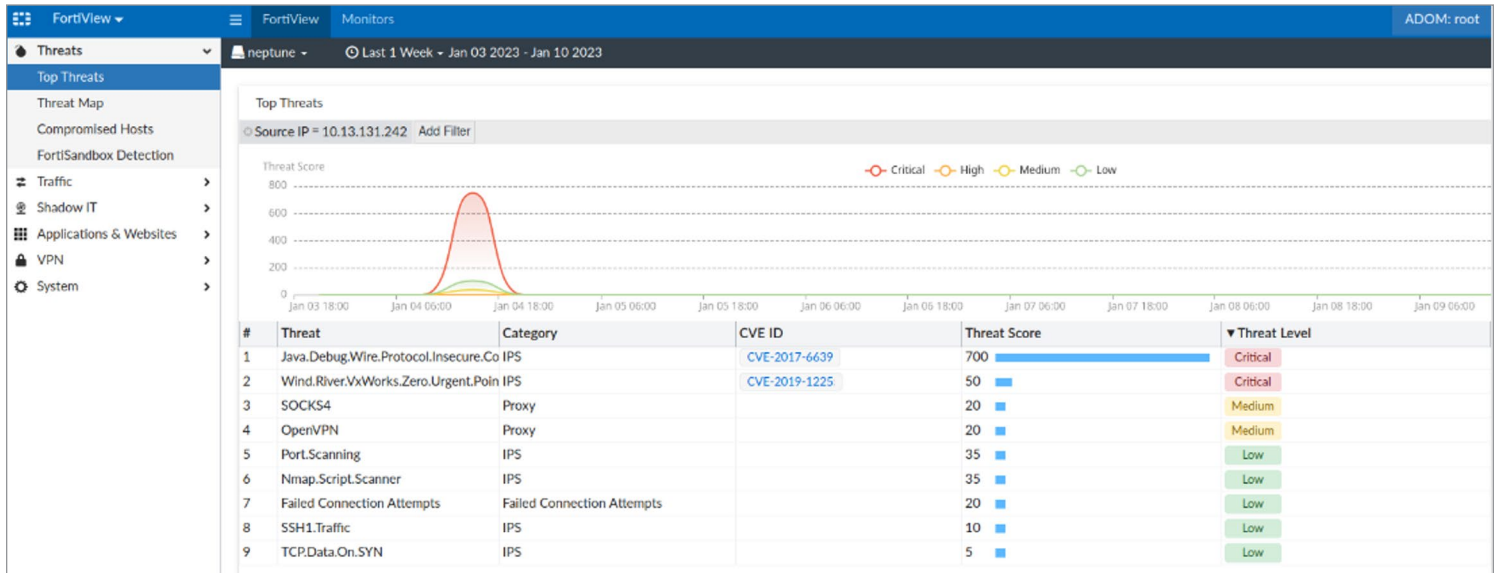 FortiView FortiView Monitors ADOM: root
Threats neptune Last 1 Week - Jan 03 2023 - Jan 10 2023
Top Threats
Threat Map
Compromised Hosts
FortiSandbox Detection
Traffic
Shadow IT
Applications & Websites
VPN
System
Top Threats
Source IP = 10.13.131.242 Add Filter
Threat Score
Critical High Medium Low
800
600
400
200
0
Jan 03 18:00 Jan 04 06:00 Jan 04 18:00 Jan 05 06:00 Jan 05 18:00 Jan 06 06:00 Jan 06 18:00 Jan 07 06:00 Jan 07 18:00 Jan 08 06:00 Jan 08 18:00 Jan 09 06:00
# Threat Category CVE ID Threat Score ▼Threat Level
1 Java.Debug.Wire.Protocol.Insecure.Co IPS CVE-2017-6639 700 Critical
2 Wind.River.VxWorks.Zero.Urgent.Poin IPS CVE-2019-1225 50 Critical
3 SOCKS4 Proxy 20 Medium
4 OpenVPN Proxy 20 Medium
5 Port.Scanning IPS 35 Low
6 Nmap.Script.Scanner IPS 35 Low
7 Failed Connection Attempts Failed Connection Attempts 20 Low
8 SSH1.Traffic IPS 10 Low
9 TCP.Data.On.SYN IPS 5 Low